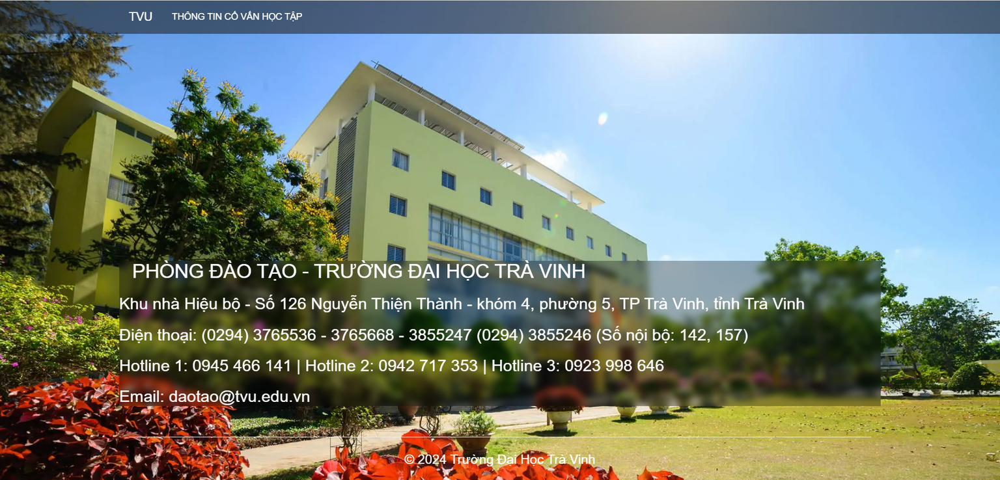 TVU THÔNG TIN CỐ VẤN HỌC TẬP
PHÒNG ĐÀO TẠO - TRƯỜNG ĐẠI HỌC TRÀ VINH
Khu nhà Hiệu bộ - Số 126 Nguyễn Thiện Thành - khóm 4, phường 5, TP Trà Vinh, tỉnh Trà Vinh
Điện thoại: (0294) 3765536 - 3765668 - 3855247 (0294) 3855246 (Số nội bộ: 142, 157)
Hotline 1: 0945 466 141 | Hotline 2: 0942 717 353 | Hotline 3: 0923 998 646
Email: daotao@tvu.edu.vn
© 2024 Trường Đại Học Trà Vinh